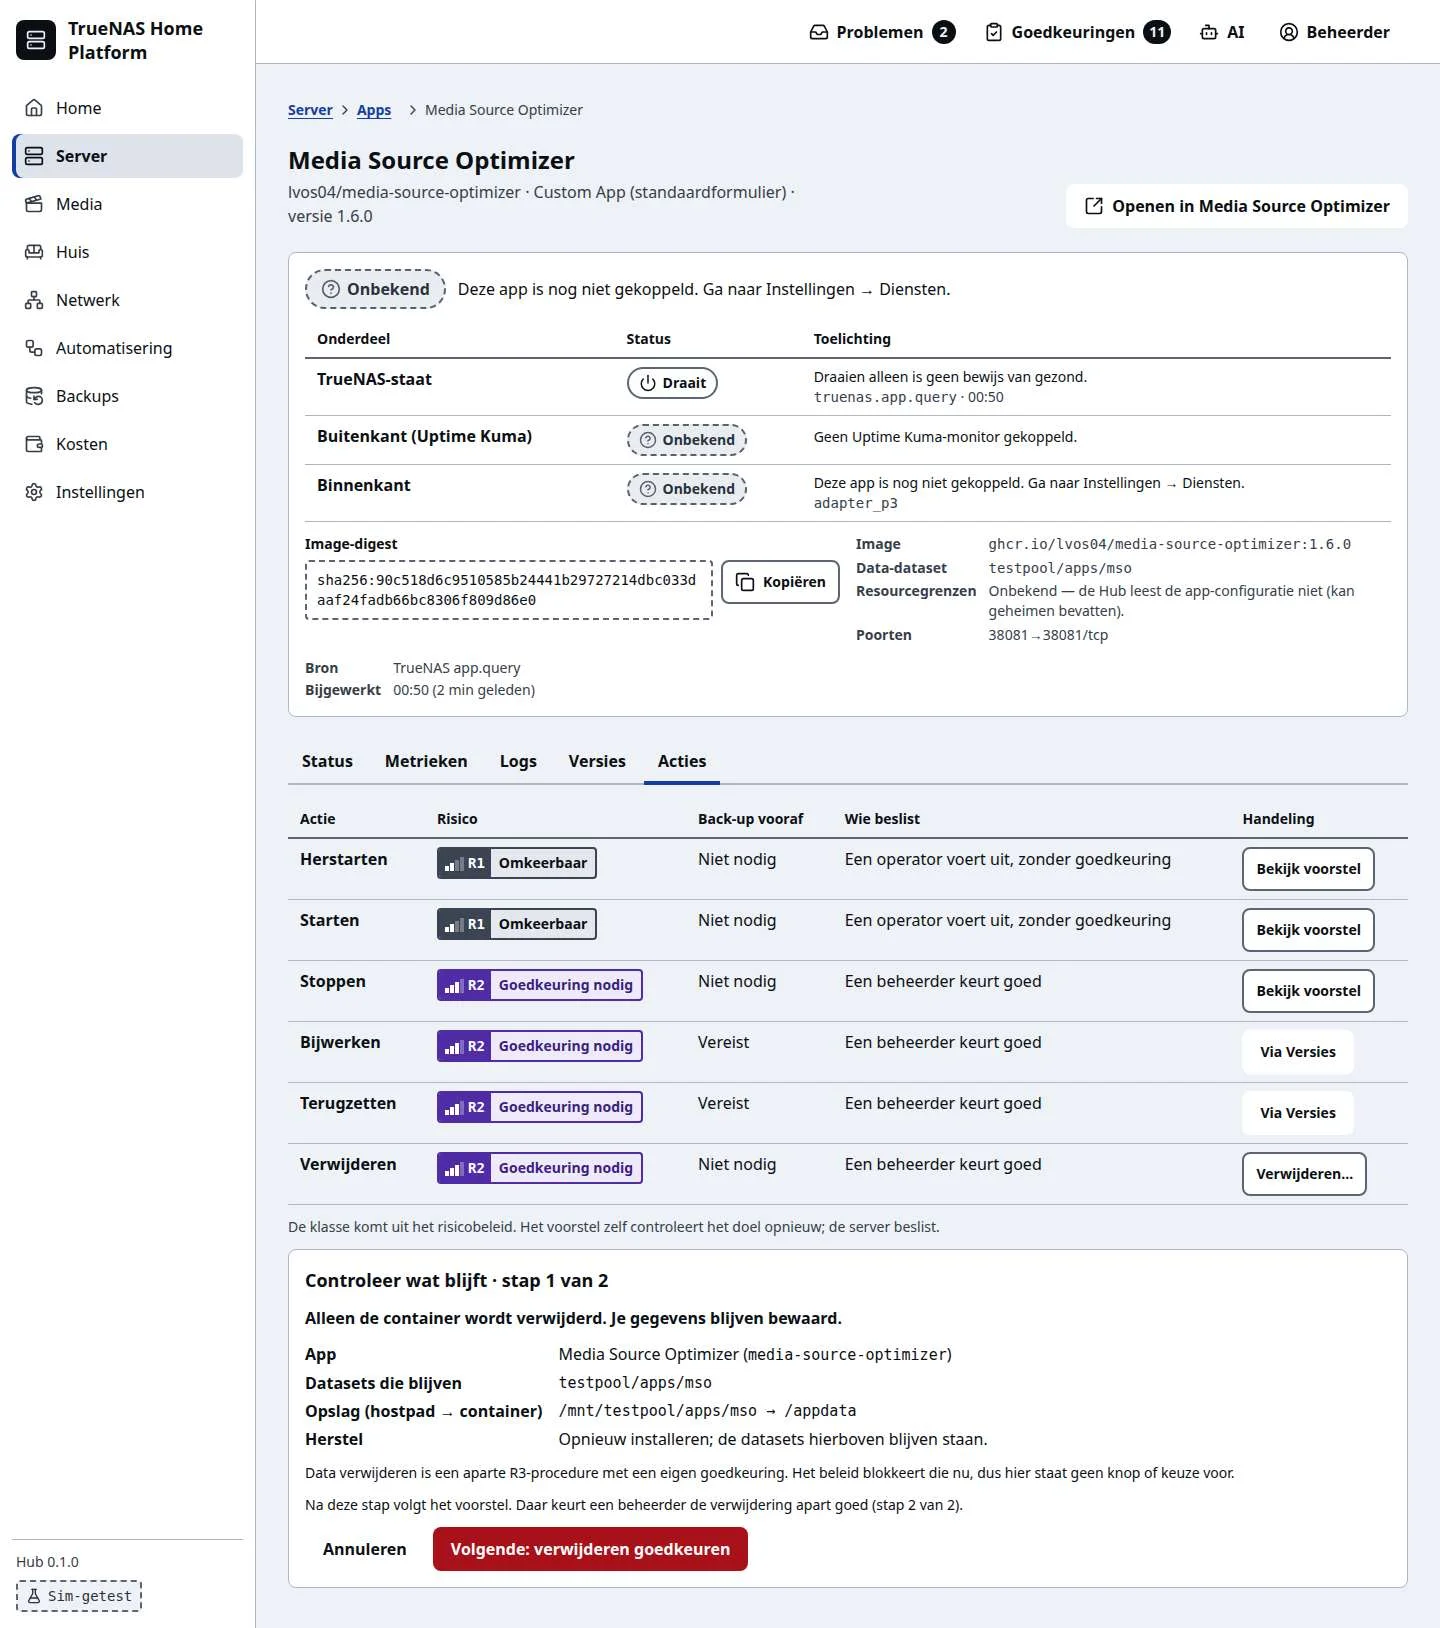 TrueNAS Home
Platform
Problemen 2
Goedkeuringen 11
AI
Beheerder
Home
Server
Media
Huis
Netwerk
Automatisering
Backups
Kosten
Instellingen
Server > Apps > Media Source Optimizer
Media Source Optimizer
lvos04/media-source-optimizer · Custom App (standaardformulier) ·
versie 1.6.0
Openen in Media Source Optimizer
Onbekend Deze app is nog niet gekoppeld. Ga naar Instellingen → Diensten.
Onderdeel Status Toelichting
TrueNAS-staat Draait Draaien alleen is geen bewijs van gezond.
truenas.app.query · 00:50
Buitenkant (Uptime Kuma) Onbekend Geen Uptime Kuma-monitor gekoppeld.
Binnenkant Onbekend Deze app is nog niet gekoppeld. Ga naar Instellingen → Diensten.
adapter_p3
Image-digest
sha256:90c518d6c9510585b24441b29727214dbc033d
aaf24fadb66bc8306f809d86e0
Kopiëren
Image ghcr.io/lvos04/media-source-optimizer:1.6.0
Data-dataset testpool/apps/mso
Resourcegrenzen Onbekend — de Hub leest de app-configuratie niet (kan
geheimen bevatten).
Poorten 38081→38081/tcp
Bron TrueNAS app.query
Bijgewerkt 00:50 (2 min geleden)
Status Metrieken Logs Versies Acties
Actie Risico Back-up vooraf Wie beslist Handeling
Herstarten R1 Omkeerbaar Niet nodig Een operator voert uit, zonder goedkeuring Bekijk voorstel
Starten R1 Omkeerbaar Niet nodig Een operator voert uit, zonder goedkeuring Bekijk voorstel
Stoppen R2 Goedkeuring nodig Niet nodig Een beheerder keurt goed Bekijk voorstel
Bijwerken R2 Goedkeuring nodig Vereist Een beheerder keurt goed Via Versies
Terugzetten R2 Goedkeuring nodig Vereist Een beheerder keurt goed Via Versies
Verwijderen R2 Goedkeuring nodig Niet nodig Een beheerder keurt goed Verwijderen...
De klasse komt uit het risicobeleid. Het voorstel zelf controleert het doel opnieuw; de server beslist.
Controleer wat blijft · stap 1 van 2
Alleen de container wordt verwijderd. Je gegevens blijven bewaard.
App Media Source Optimizer (media-source-optimizer)
Datasets die blijven testpool/apps/mso
Opslag (hostpad → container) /mnt/testpool/apps/mso → /appdata
Herstel Opnieuw installeren; de datasets hierboven blijven staan.
Data verwijderen is een aparte R3-procedure met een eigen goedkeuring. Het beleid blokkeert die nu, dus hier staat geen knop of keuze voor.
Na deze stap volgt het voorstel. Daar keurt een beheerder de verwijdering apart goed (stap 2 van 2).
Annuleren Volgende: verwijderen goedkeuren
Hub 0.1.0
Sim-getest